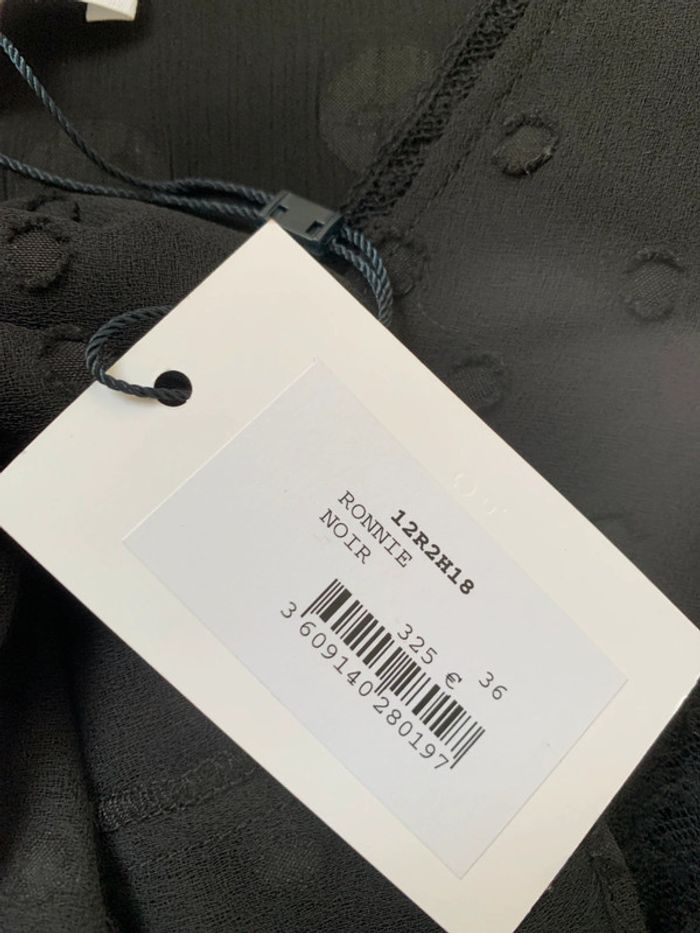 12R2H18
RONNIE
NOIR
36
325 €
3 609140 280197